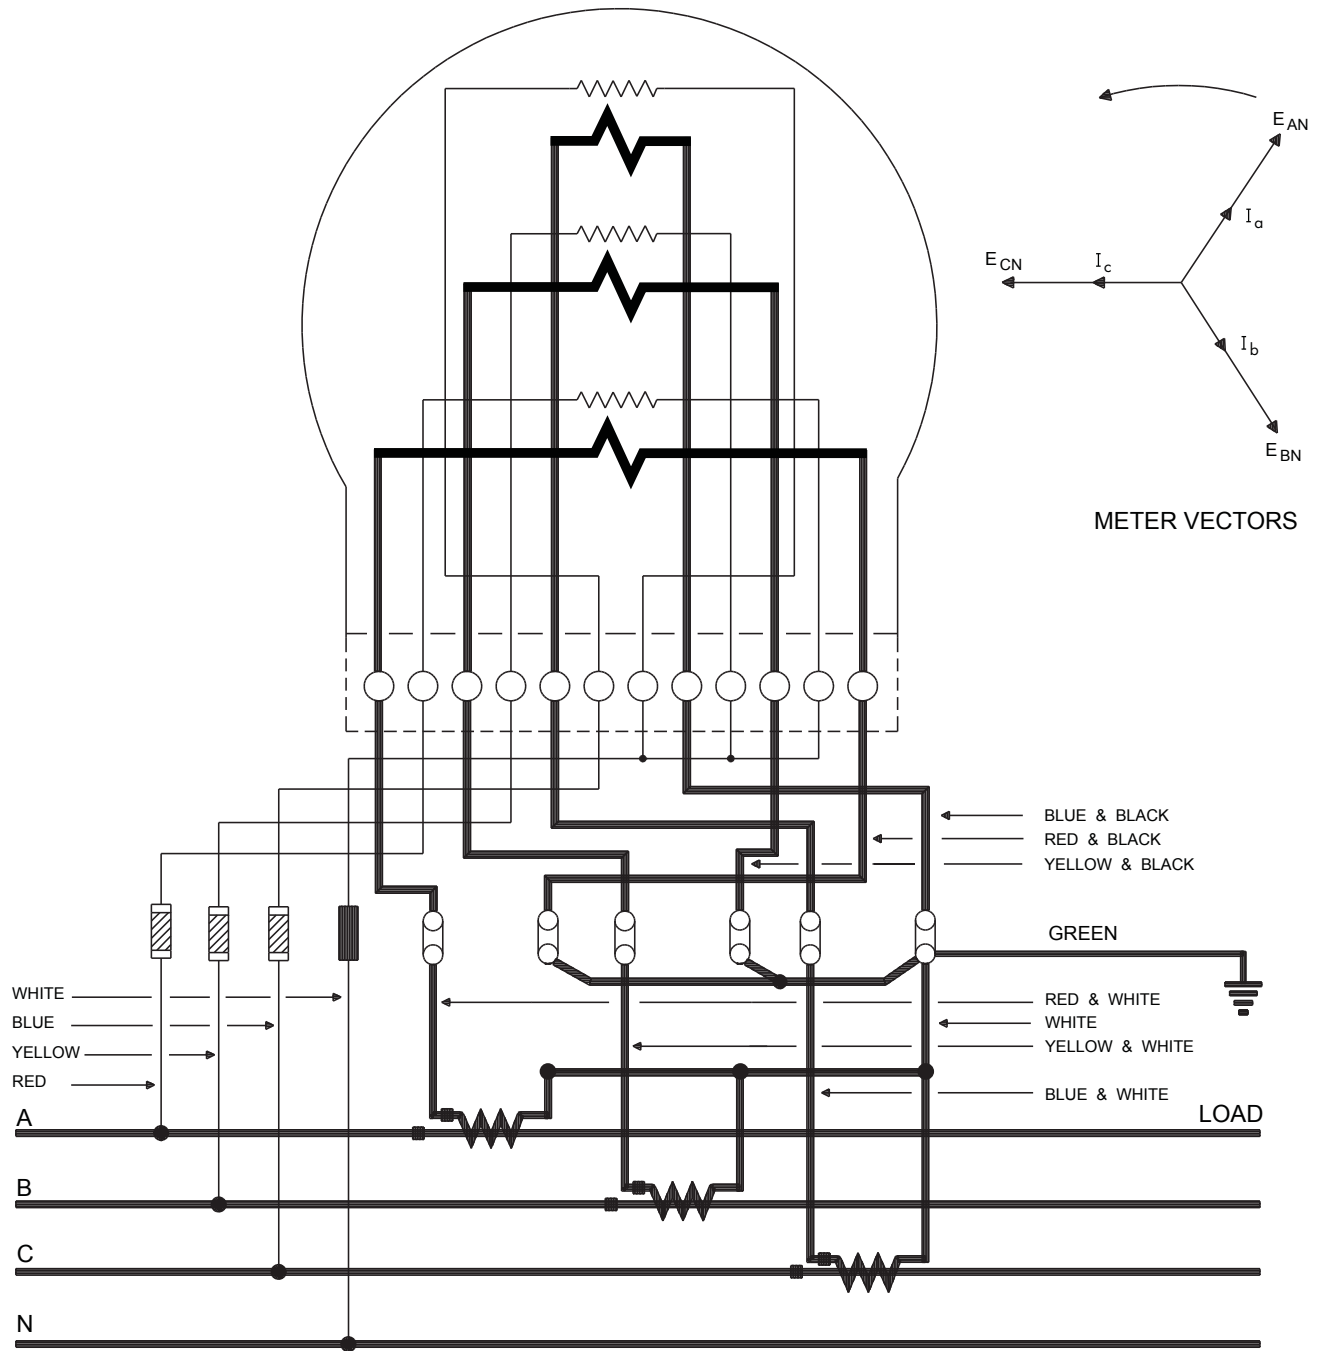 E AN
I a
E CN
I c
I b
E BN
METER VECTORS
BLUE & BLACK
RED & BLACK
YELLOW & BLACK
GREEN
WHITE
BLUE
YELLOW
RED
RED & WHITE
WHITE
YELLOW & WHITE
BLUE & WHITE
LOAD
A
B
C
N